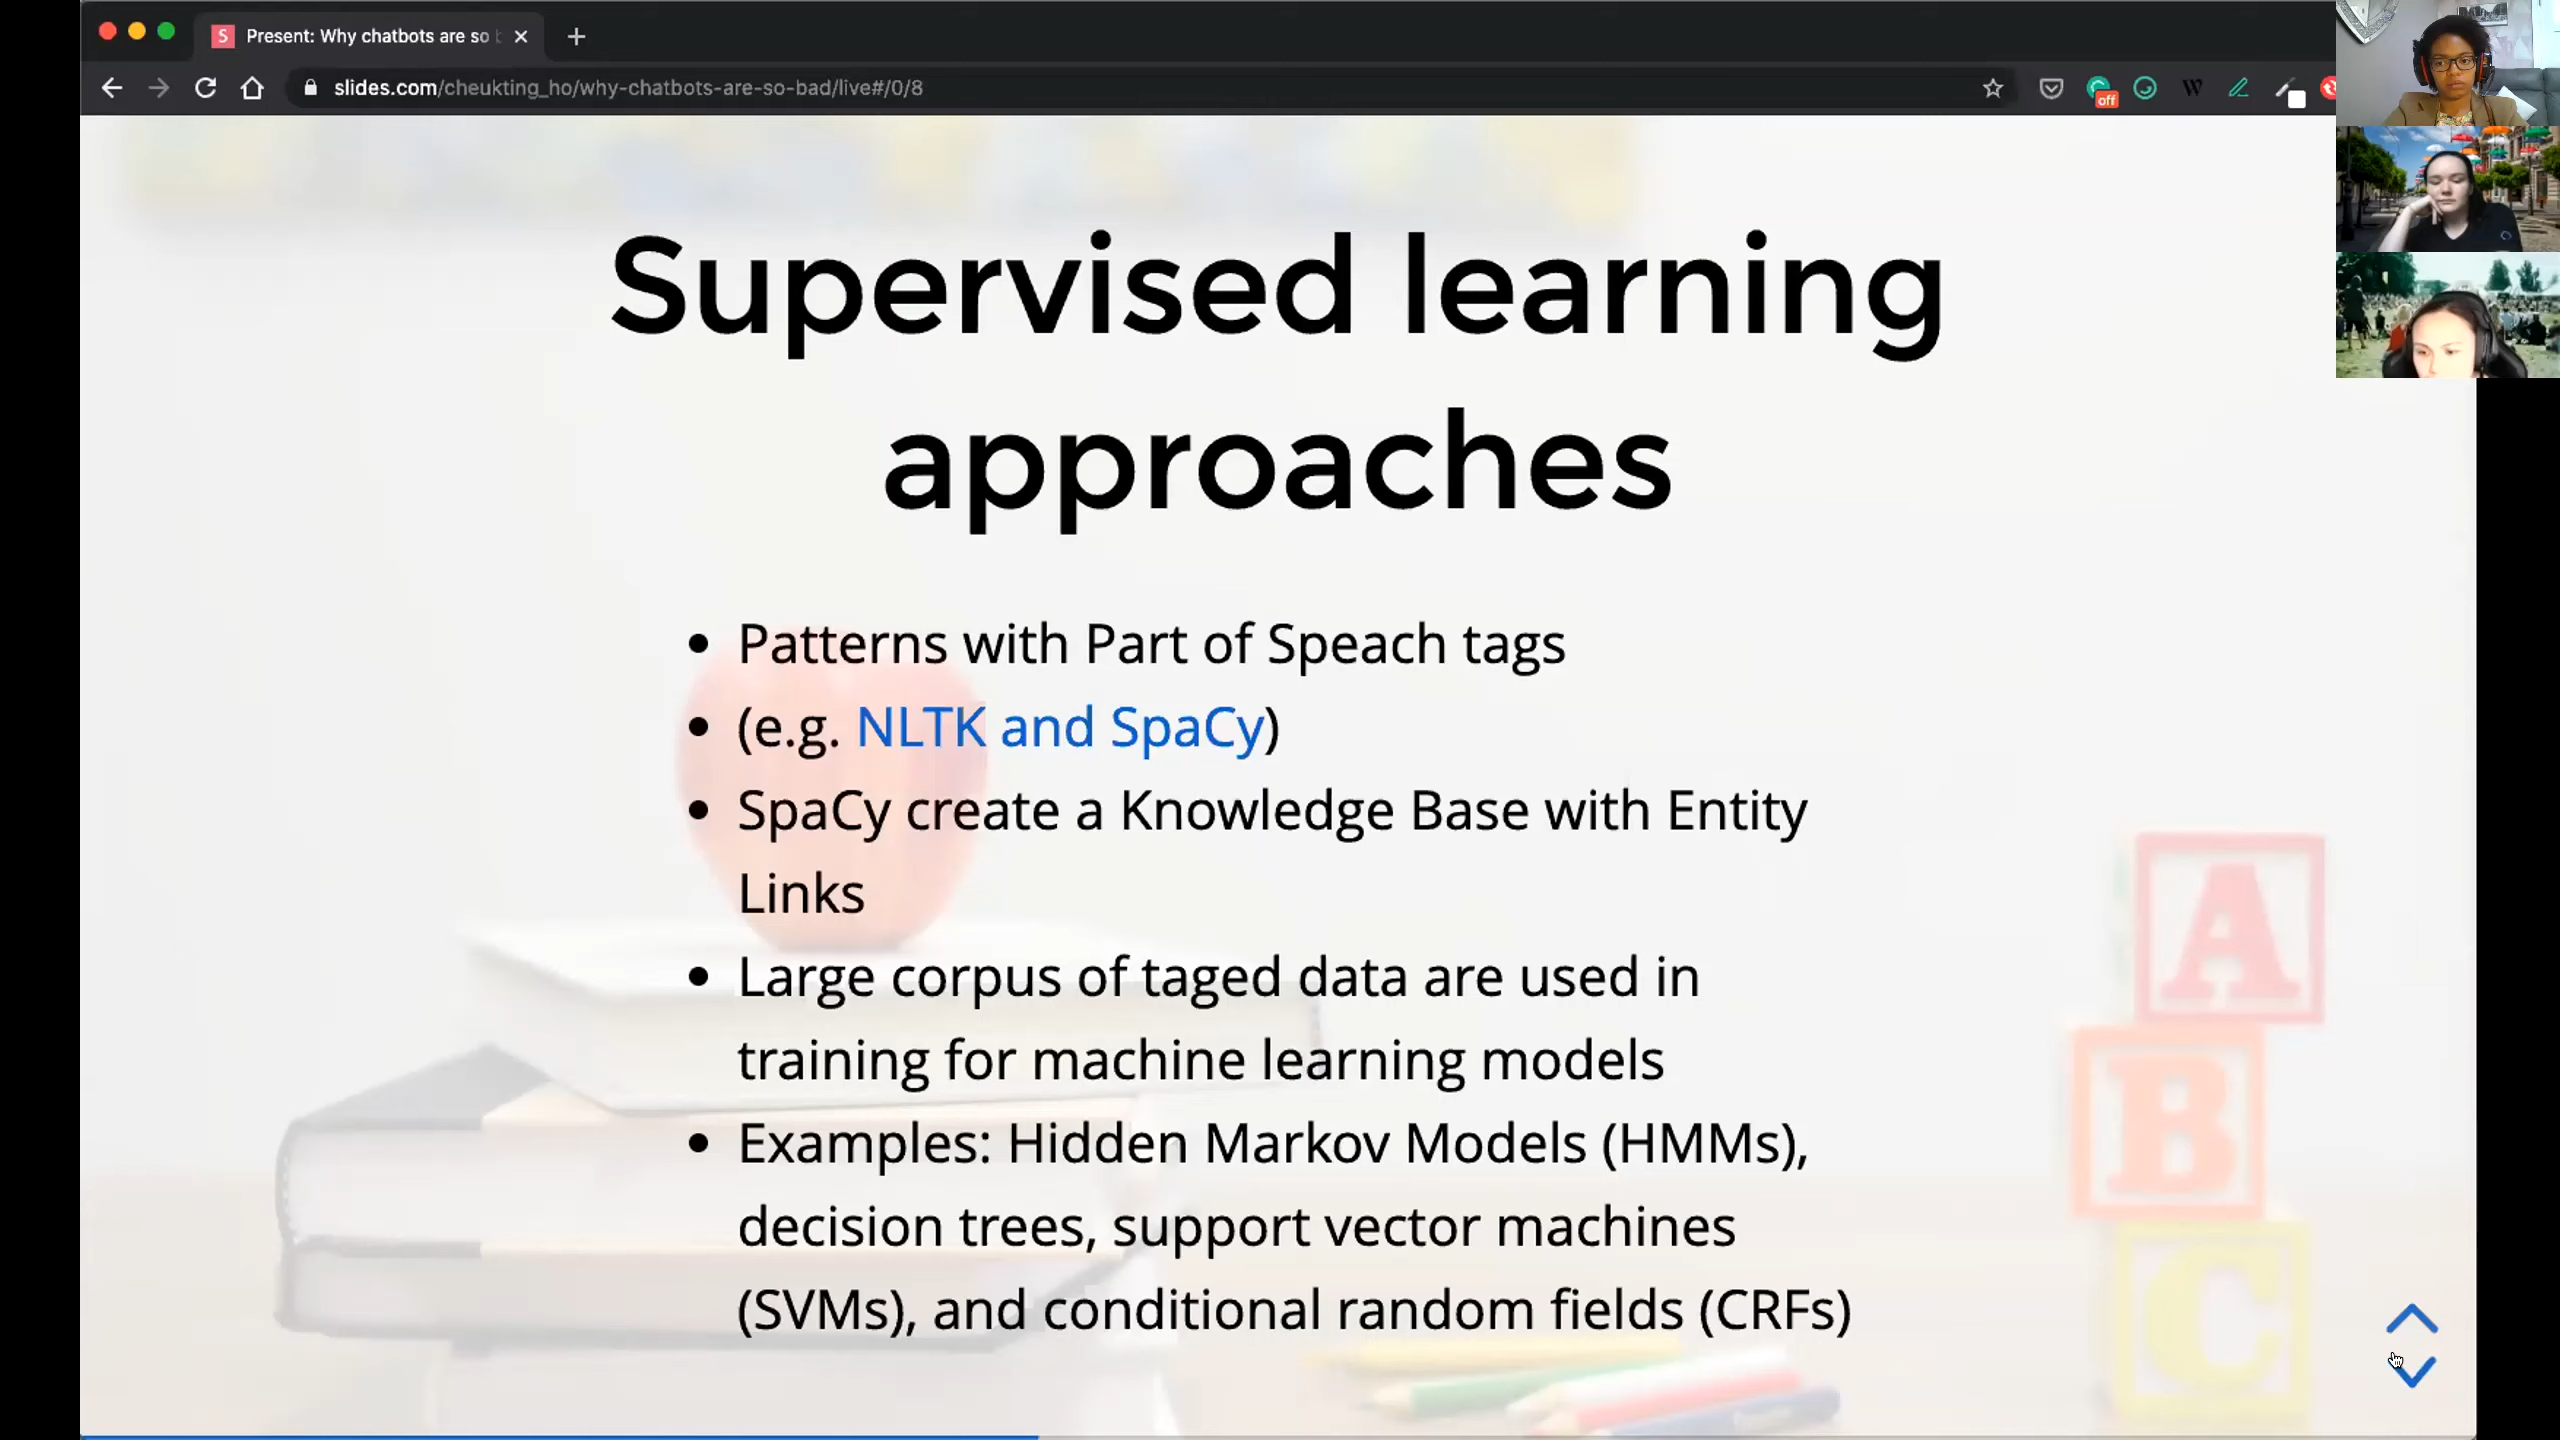 S Present: Why chatbots are so
slides.com/cheukting_ho/why-chatbots-are-so-bad/live#/0/8
off
W
Supervised learning
approaches
• Patterns with Part of Speach tags
• (e.g. NLTK and SpaCy)
• SpaCy create a Knowledge Base with Entity
Links
• Large corpus of taged data are used in
training for machine learning models
• Examples: Hidden Markov Models (HMMs),
decision trees, support vector machines
(SVMs), and conditional random fields (CRFs)
A
B
C